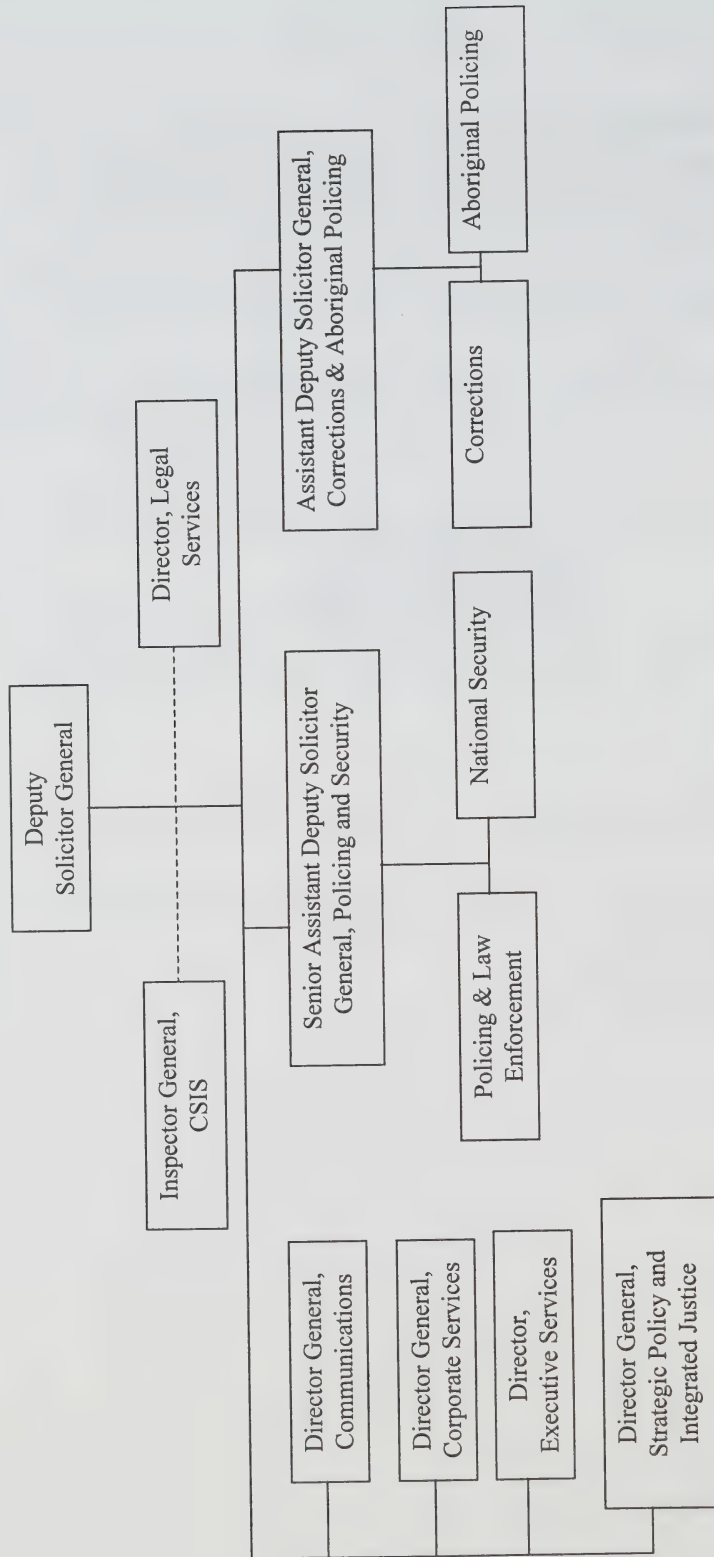 Deputy
Solicitor General
Inspector General,
CSIS
Director, Legal
Services
Director General,
Communications
Director General,
Corporate Services
Director,
Executive Services
Director General,
Strategic Policy and
Integrated Justice
Senior Assistant Deputy Solicitor
General, Policing and Security
Policing & Law
Enforcement
National Security
Assistant Deputy Solicitor General,
Corrections & Aboriginal Policing
Corrections
Aboriginal Policing